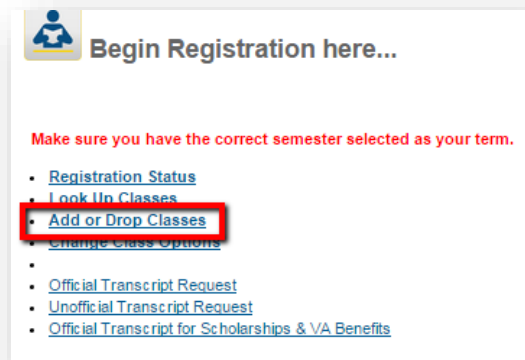 Begin Registration here...
Make sure you have the correct semester selected as your term.
Registration Status
Look Up Classes
Add or Drop Classes
Change Class Options
Official Transcript Request
Unofficial Transcript Request
Official Transcript for Scholarships & VA Benefits